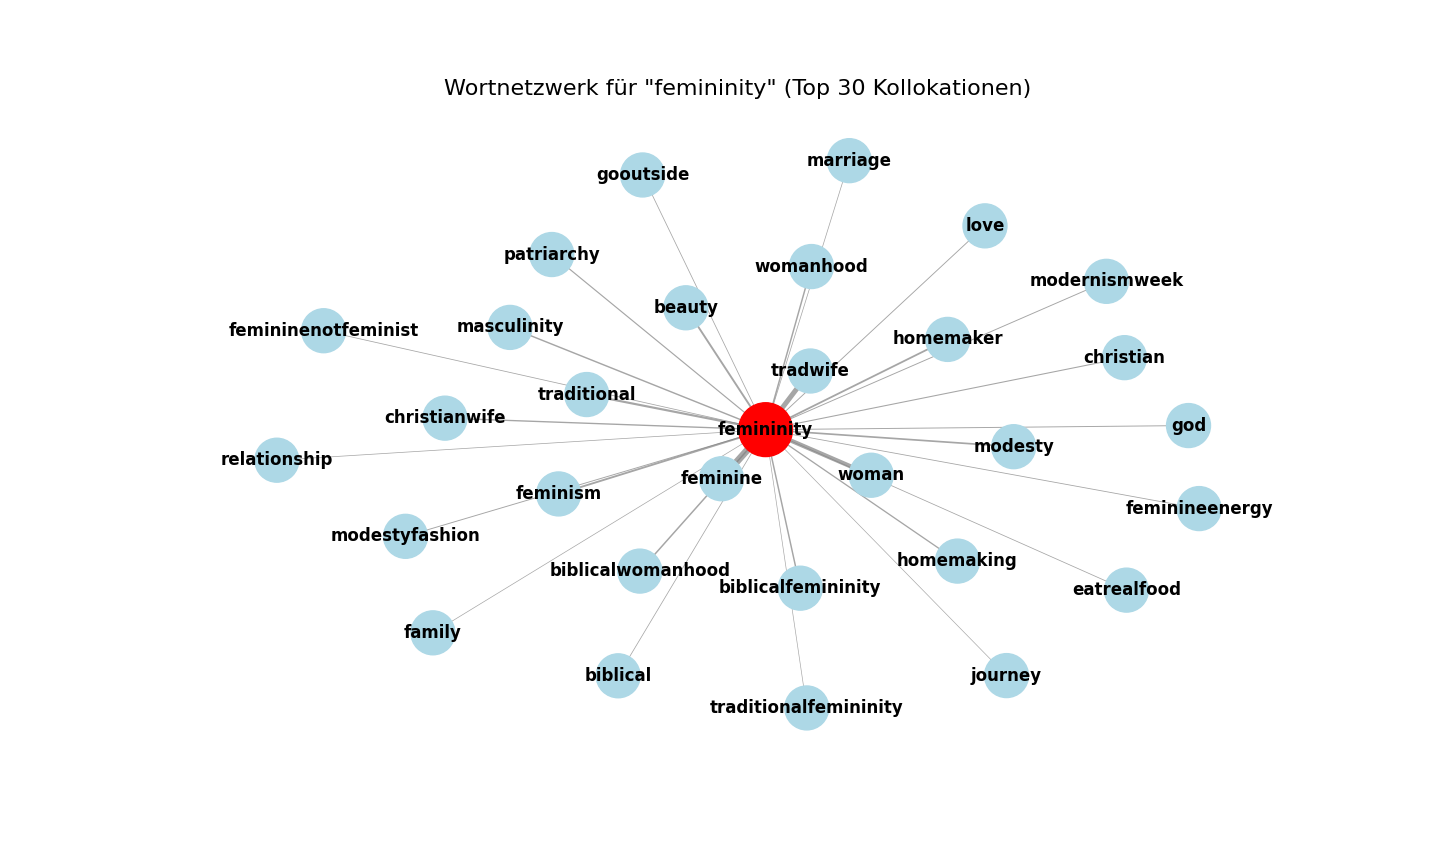 Wortnetzwerk für "femininity" (Top 30 Kollokationen)
marriage
gooutside
love
patriarchy
womanhood
modernismweek
beauty
femininenotfeminist
masculinity
homemaker
christian
tradwife
traditional
christianwife
god
femininity
modesty
relationship
woman
feminine
feminism
feminineenergy
modestyfashion
homemaking
biblicalwomanhood
biblicalfemininity
eatrealfood
family
biblical
journey
traditionalfemininity